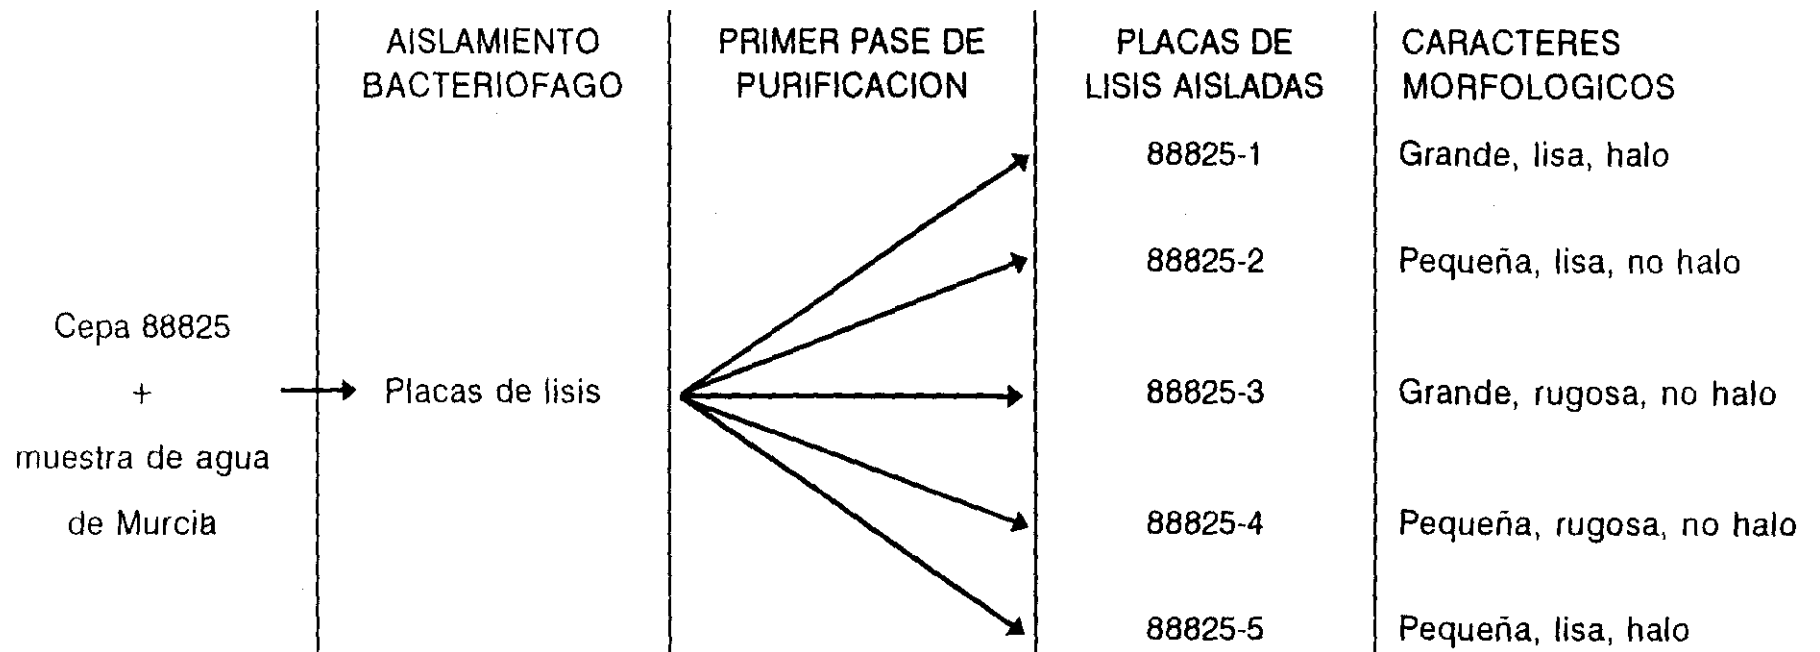 AISLAMIENTO
BACTERIOFAGO
PRIMER PASE DE
PURIFICACION
PLACAS DE
LISIS AISLADAS
CARACTERES
MORFOLOGICOS
Cepa 88825
+
muestra de agua
de Murcia
Placas de lisis
88825-1
Grande, lisa, halo
88825-2
Pequeña, lisa, no halo
88825-3
Grande, rugosa, no halo
88825-4
Pequeña, rugosa, no halo
88825-5
Pequeña, lisa, halo